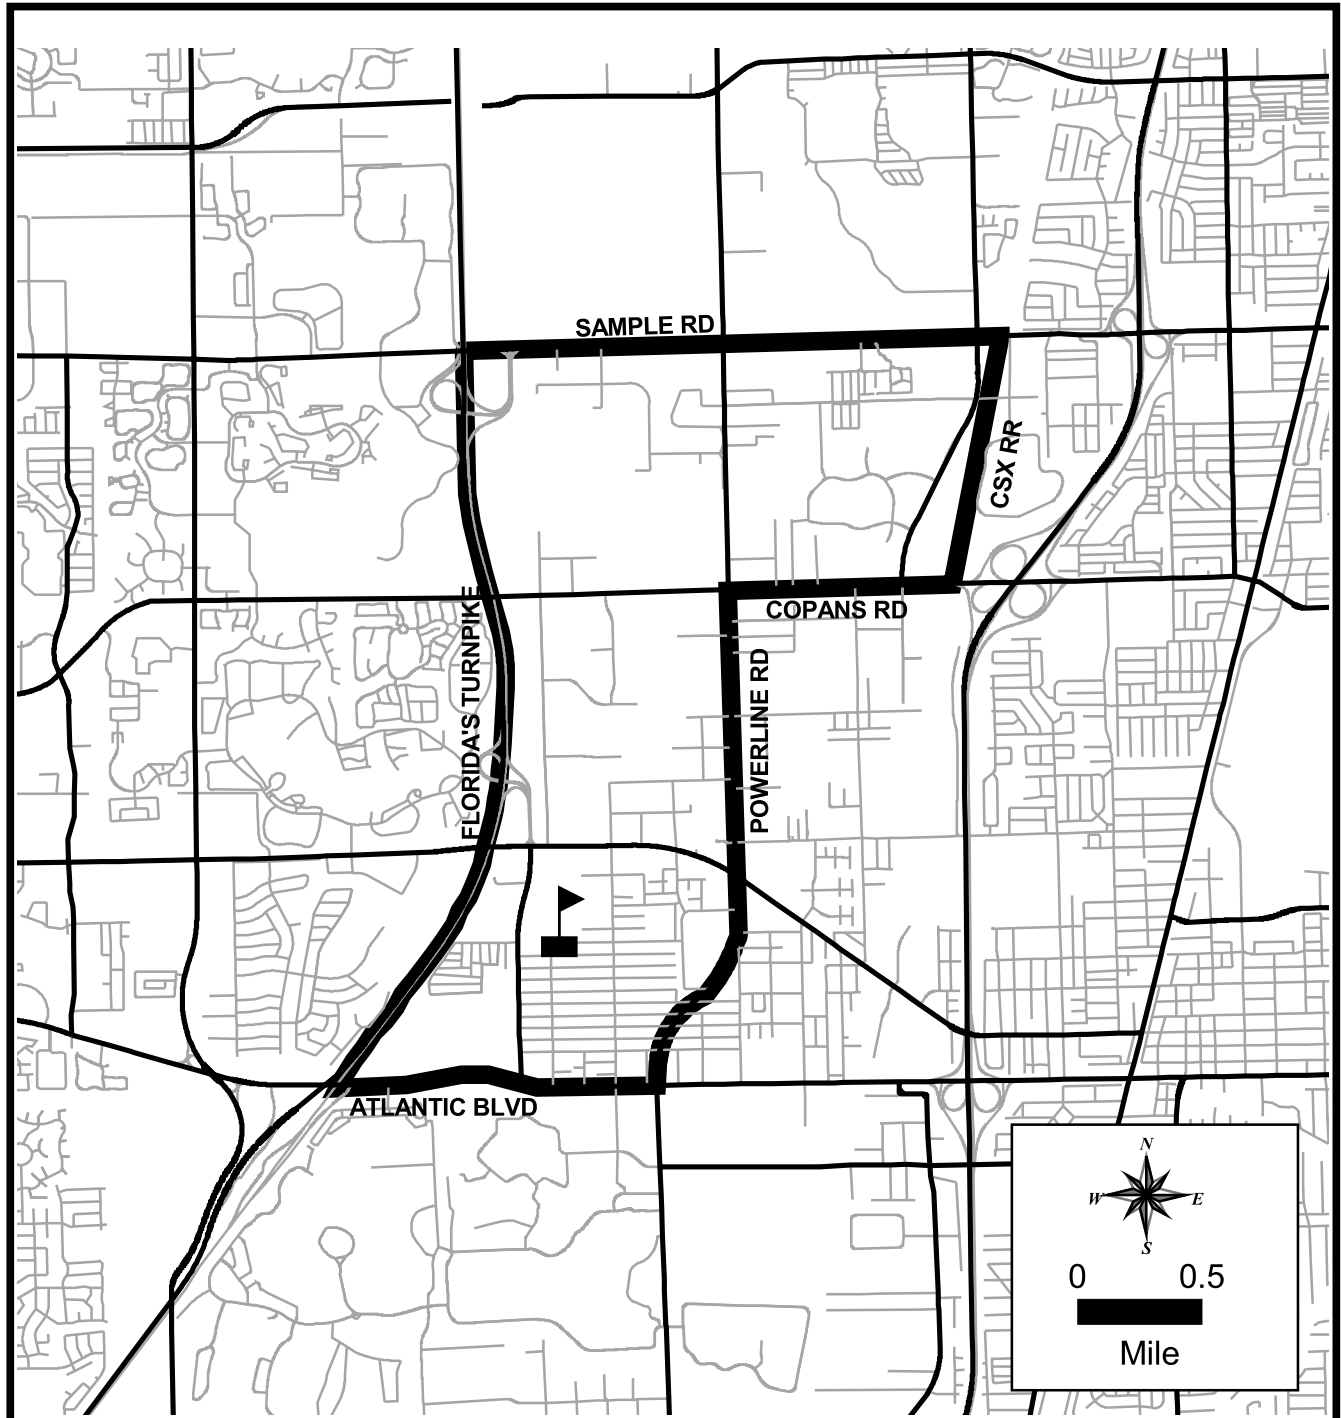 SAMPLE RD
CSX RR
COPANS RD
FLORIDA'S TURNPIKE
POWERLINE RD
ATLANTIC BLVD
N
W E
S
0 0.5
Mile